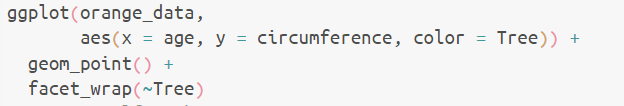 ggplot(orange_data,
       aes(x = age, y = circumference, color = Tree)) +
  geom_point() +
  facet_wrap(~Tree)